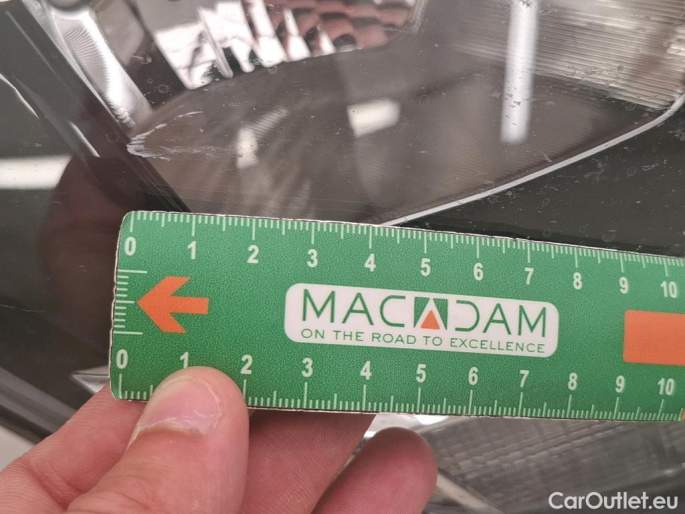 0 1 2 3 4 5 6 7 8 9 10
MACADAM
ON THE ROAD TO EXCELLENCE
0 1 2 3 4 5 6 7 8 9 10
CarOutlet.eu